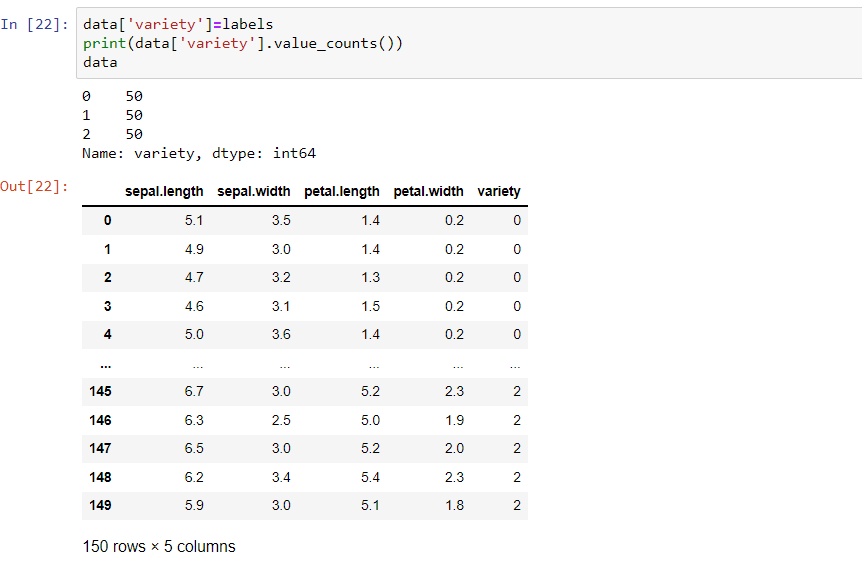 In [22]: data['variety']=labels
print(data['variety'].value_counts())
data
0    50
1    50
2    50
Name: variety, dtype: int64
Out[22]:
sepal.length sepal.width petal.length petal.width variety
0 5.1 3.5 1.4 0.2 0
1 4.9 3.0 1.4 0.2 0
2 4.7 3.2 1.3 0.2 0
3 4.6 3.1 1.5 0.2 0
4 5.0 3.6 1.4 0.2 0
... ... ... ... ... ...
145 6.7 3.0 5.2 2.3 2
146 6.3 2.5 5.0 1.9 2
147 6.5 3.0 5.2 2.0 2
148 6.2 3.4 5.4 2.3 2
149 5.9 3.0 5.1 1.8 2
150 rows × 5 columns